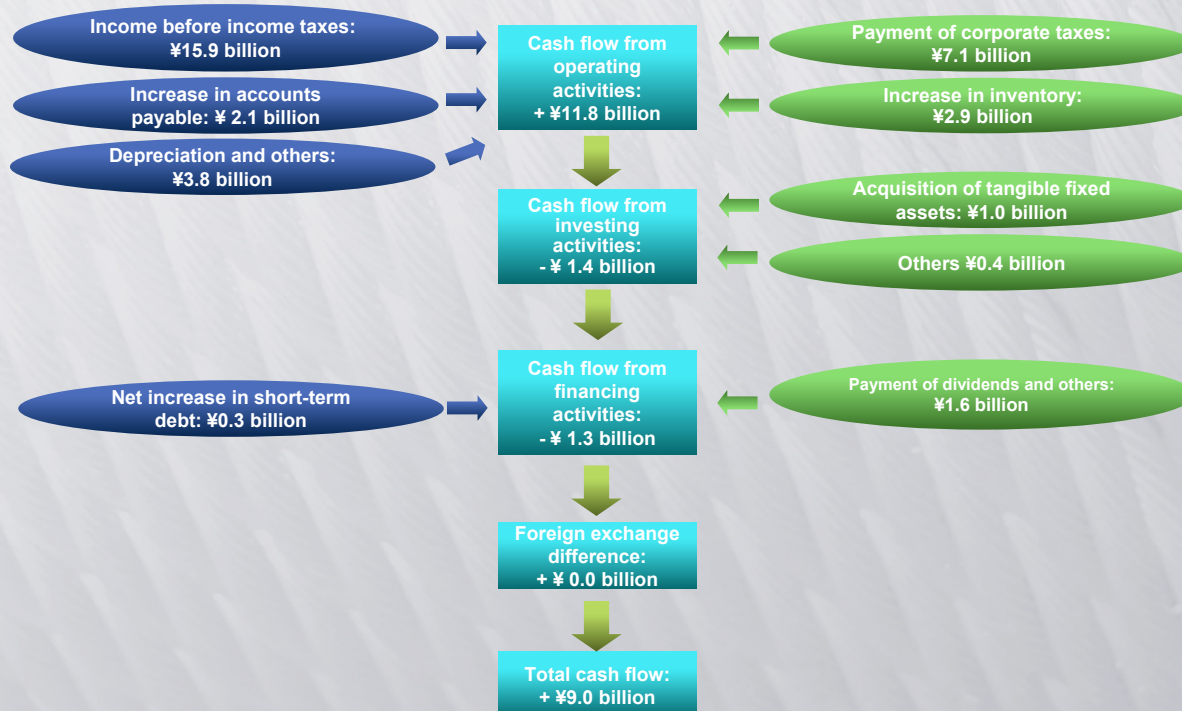 Income before income taxes:
¥15.9 billion
Cash flow from
operating
activities:
+ ¥11.8 billion
Payment of corporate taxes:
¥7.1 billion
Increase in accounts
payable: ¥ 2.1 billion
Increase in inventory:
¥2.9 billion
Depreciation and others:
¥3.8 billion
Cash flow from
investing
activities:
- ¥ 1.4 billion
Acquisition of tangible fixed
assets: ¥1.0 billion
Others ¥0.4 billion
Net increase in short-term
debt: ¥0.3 billion
Cash flow from
financing
activities:
- ¥ 1.3 billion
Payment of dividends and others:
¥1.6 billion
Foreign exchange
difference:
+ ¥ 0.0 billion
Total cash flow:
+ ¥9.0 billion